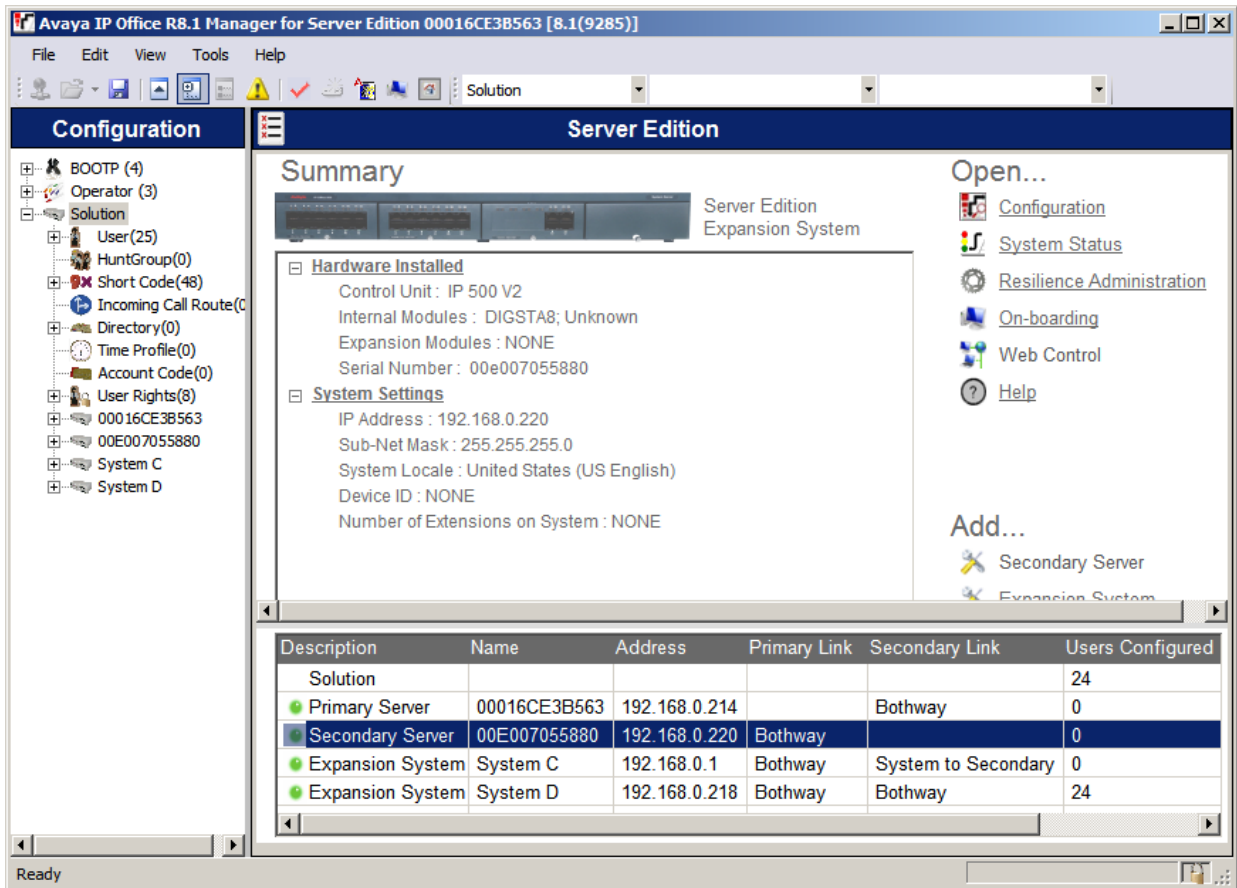 Avaya IP Office R8.1 Manager for Server Edition 00016CE3B563 [8.1(9285)]
File Edit View Tools Help
Solution
Configuration
BOOTP (4)
Operator (3)
Solution
User(25)
HuntGroup(0)
Short Code(48)
Incoming Call Route(0
Directory(0)
Time Profile(0)
Account Code(0)
User Rights(8)
00016CE3B563
00E007055880
System C
System D
Server Edition
Summary
Server Edition
Expansion System
Hardware Installed
Control Unit : IP 500 V2
Internal Modules : DIGSTA8; Unknown
Expansion Modules : NONE
Serial Number : 00e007055880
System Settings
IP Address : 192.168.0.220
Sub-Net Mask : 255.255.255.0
System Locale : United States (US English)
Device ID : NONE
Number of Extensions on System : NONE
Open...
Configuration
System Status
Resilience Administration
On-boarding
Web Control
Help
Add...
Secondary Server
Expansion System
Description Name Address Primary Link Secondary Link Users Configured
Solution 24
Primary Server 00016CE3B563 192.168.0.214 Bothway 0
Secondary Server 00E007055880 192.168.0.220 Bothway 0
Expansion System System C 192.168.0.1 Bothway System to Secondary 0
Expansion System System D 192.168.0.218 Bothway Bothway 24
Ready